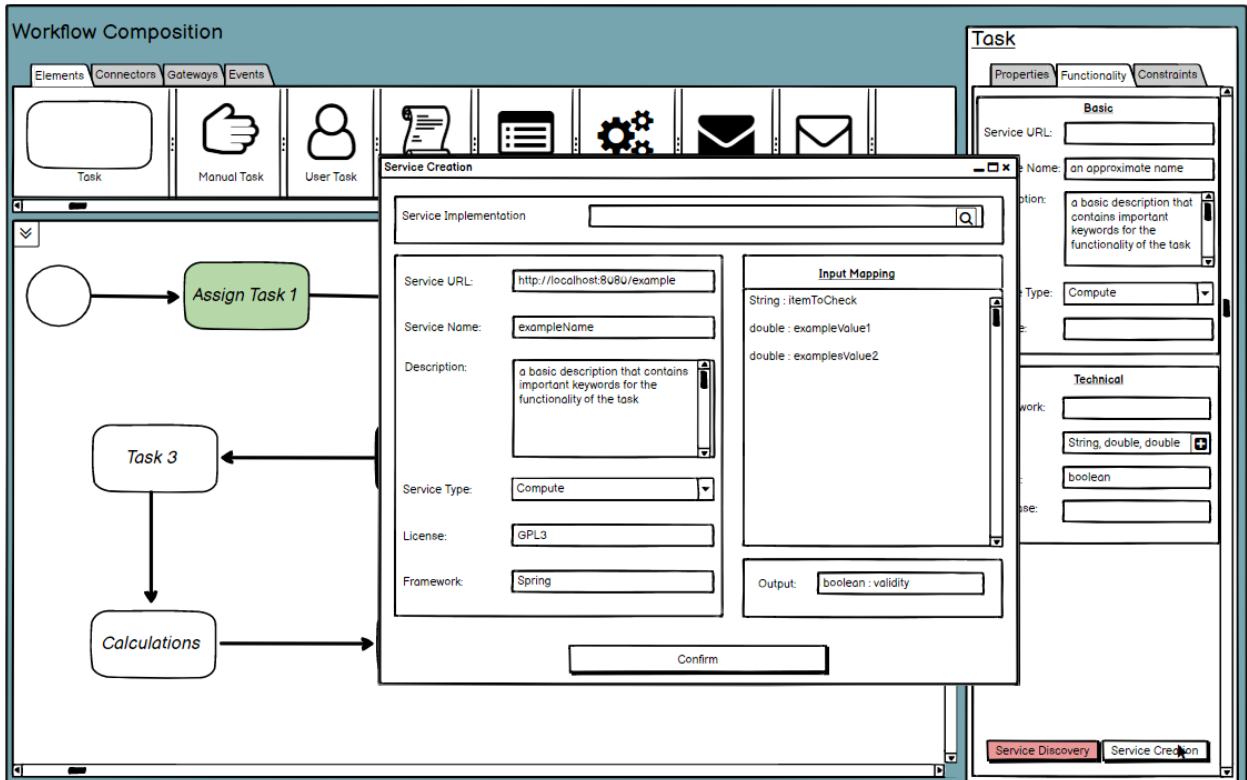 Workflow Composition
Elements Connectors Gateways Events
Task
Manual Task
User Task
Task
Properties Functionality Constraints
Basic
Service URL:
Name: an approximate name
a basic description that
contains important
keywords for the
functionality of the task
Type: Compute
Technical
String, double, double
boolean
Service Discovery
Service Creation
Service Creation
Service Implementation
Service URL: http://localhost:8080/example
Service Name: exampleName
Description: a basic description that contains
important keywords for the
functionality of the task
Service Type: Compute
License: GPL3
Framework: Spring
Input Mapping
String : itemToCheck
double : exampleValue1
double : examplesValue2
Output: boolean : validity
Confirm
Assign Task 1
Task 3
Calculations